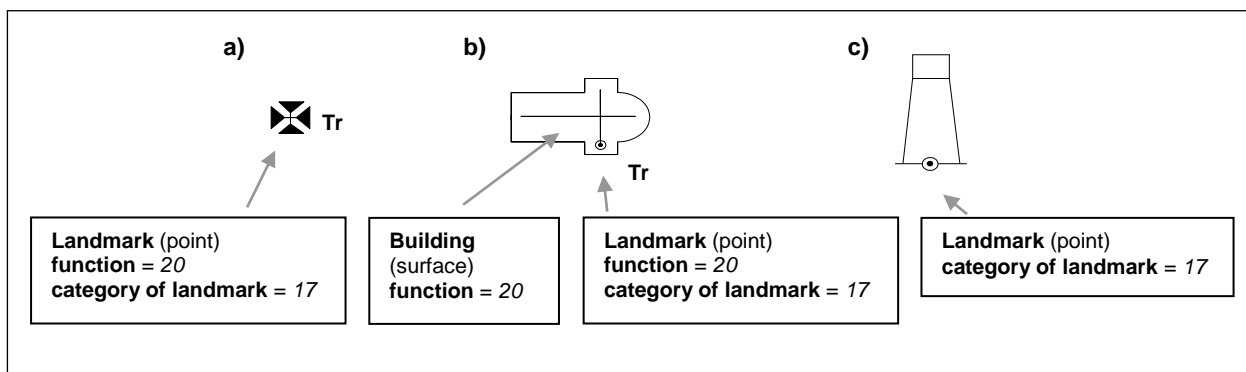 a)
b)
c)
Tr
Tr
Landmark (point)
function = 20
category of landmark = 17
Building
(surface)
function = 20
Landmark (point)
function = 20
category of landmark = 17
Landmark (point)
category of landmark = 17